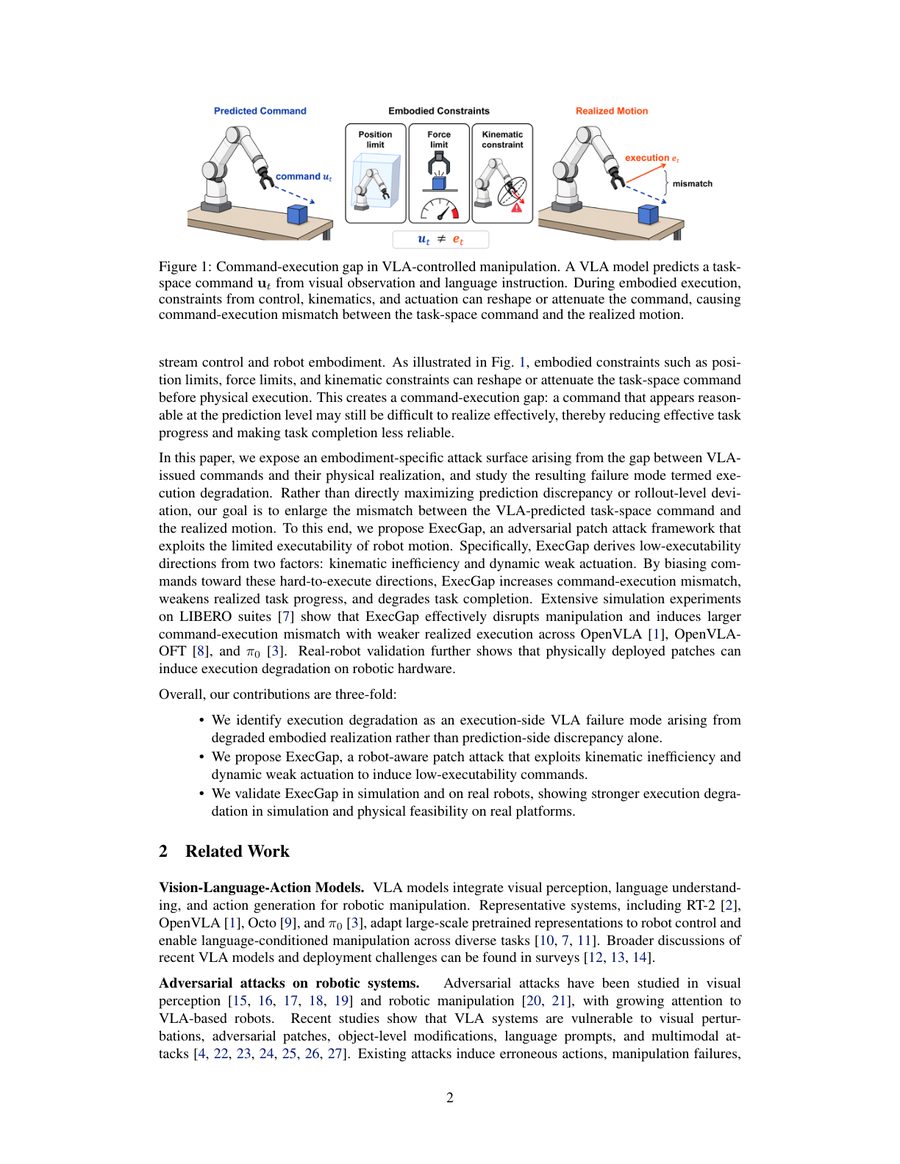 Predicted Command
Embodied Constraints
Realized Motion
Position
limit
Force
limit
Kinematic
constraint
command uₜ
execution eₜ
mismatch
uₜ ≠ eₜ
Figure 1: Command-execution gap in VLA-controlled manipulation. A VLA model predicts a task-
space command uₜ from visual observation and language instruction. During embodied execution,
constraints from control, kinematics, and actuation can reshape or attenuate the command, causing
command-execution mismatch between the task-space command and the realized motion.
stream control and robot embodiment. As illustrated in Fig. 1, embodied constraints such as posi-
tion limits, force limits, and kinematic constraints can reshape or attenuate the task-space command
before physical execution. This creates a command-execution gap: a command that appears reason-
able at the prediction level may still be difficult to realize effectively, thereby reducing effective task
progress and making task completion less reliable.
In this paper, we expose an embodiment-specific attack surface arising from the gap between VLA-
issued commands and their physical realization, and study the resulting failure mode termed exe-
cution degradation. Rather than directly maximizing prediction discrepancy or rollout-level devi-
ation, our goal is to enlarge the mismatch between the VLA-predicted task-space command and
the realized motion. To this end, we propose ExecGap, an adversarial patch attack framework that
exploits the limited executability of robot motion. Specifically, ExecGap derives low-executability
directions from two factors: kinematic inefficiency and dynamic weak actuation. By biasing com-
mands toward these hard-to-execute directions, ExecGap increases command-execution mismatch,
weakens realized task progress, and degrades task completion. Extensive simulation experiments
on LIBERO suites [7] show that ExecGap effectively disrupts manipulation and induces larger
command-execution mismatch with weaker realized execution across OpenVLA [1], OpenVLA-
OFT [8], and π₀ [3]. Real-robot validation further shows that physically deployed patches can
induce execution degradation on robotic hardware.
Overall, our contributions are three-fold:
• We identify execution degradation as an execution-side VLA failure mode arising from
degraded embodied realization rather than prediction-side discrepancy alone.
• We propose ExecGap, a robot-aware patch attack that exploits kinematic inefficiency and
dynamic weak actuation to induce low-executability commands.
• We validate ExecGap in simulation and on real robots, showing stronger execution degra-
dation in simulation and physical feasibility on real platforms.
2 Related Work
Vision-Language-Action Models. VLA models integrate visual perception, language understand-
ing, and action generation for robotic manipulation. Representative systems, including RT-2 [2],
OpenVLA [1], Octo [9], and π₀ [3], adapt large-scale pretrained representations to robot control and
enable language-conditioned manipulation across diverse tasks [10, 7, 11]. Broader discussions of
recent VLA models and deployment challenges can be found in surveys [12, 13, 14].
Adversarial attacks on robotic systems. Adversarial attacks have been studied in visual
perception [15, 16, 17, 18, 19] and robotic manipulation [20, 21], with growing attention to
VLA-based robots. Recent studies show that VLA systems are vulnerable to visual pertur-
bations, adversarial patches, object-level modifications, language prompts, and multimodal at-
tacks [4, 22, 23, 24, 25, 26, 27]. Existing attacks induce erroneous actions, manipulation failures,
2